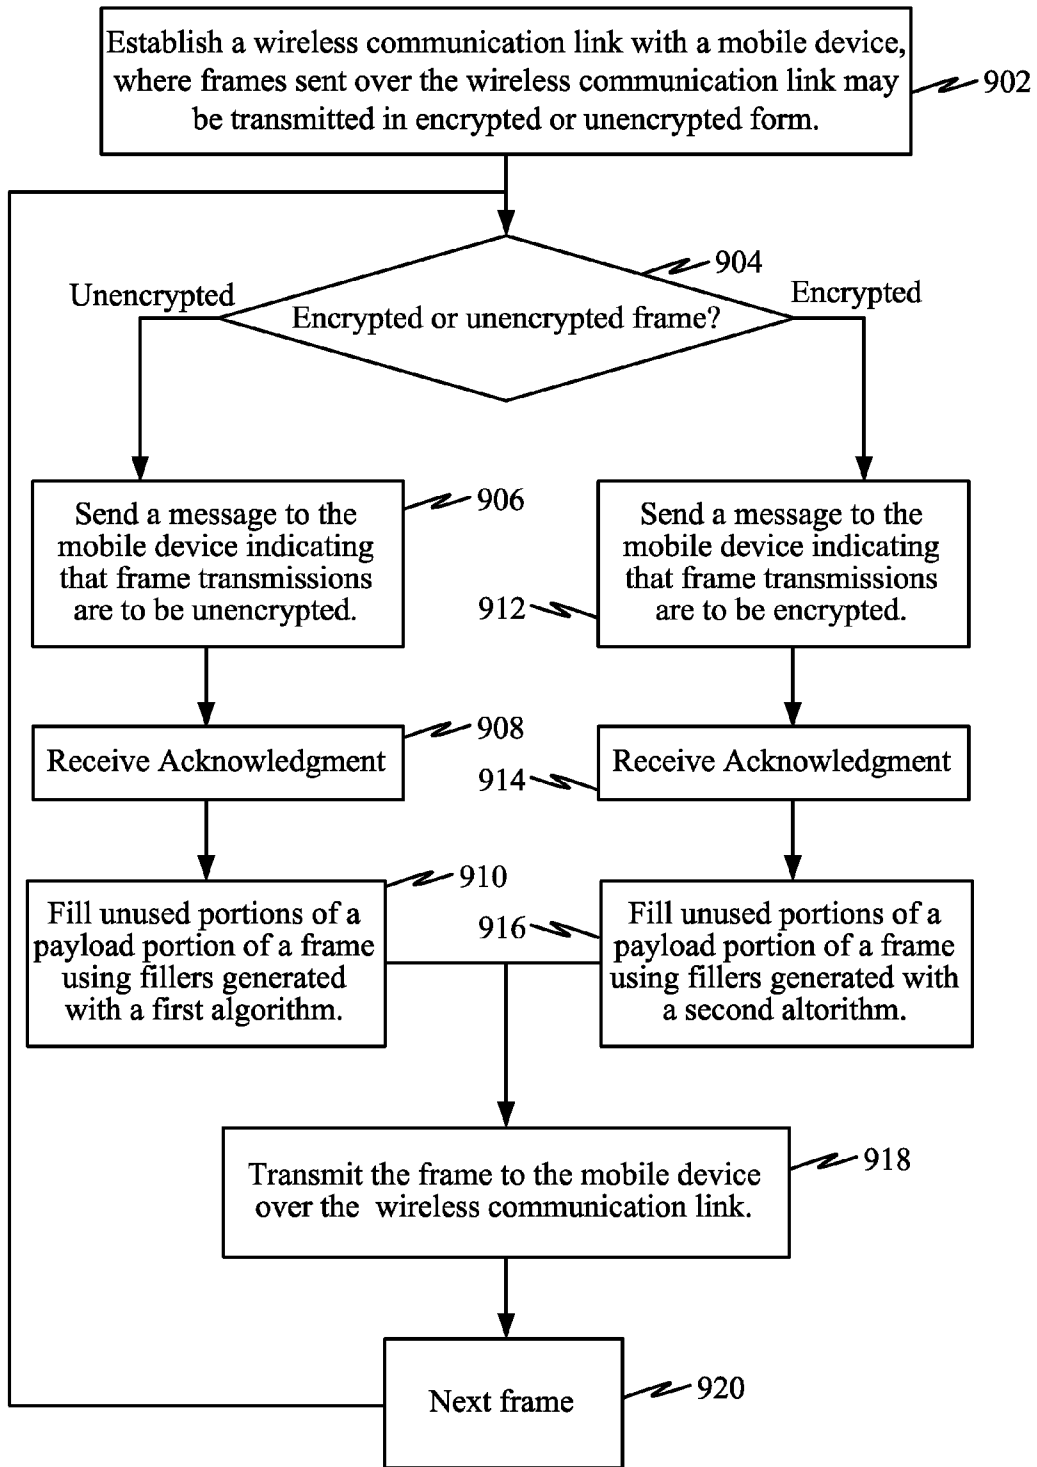 Establish a wireless communication link with a mobile device,
where frames sent over the wireless communication link may
be transmitted in encrypted or unencrypted form.
902
904
Unencrypted
Encrypted
Encrypted or unencrypted frame?
Send a message to the
mobile device indicating
that frame transmissions
are to be unencrypted.
906
Send a message to the
mobile device indicating
that frame transmissions
are to be encrypted.
912
Receive Acknowledgment
908
Receive Acknowledgment
914
Fill unused portions of a
payload portion of a frame
using fillers generated
with a first algorithm.
910
Fill unused portions of a
payload portion of a frame
using fillers generated with
a second altorithm.
916
Transmit the frame to the mobile device
over the wireless communication link.
918
Next frame
920